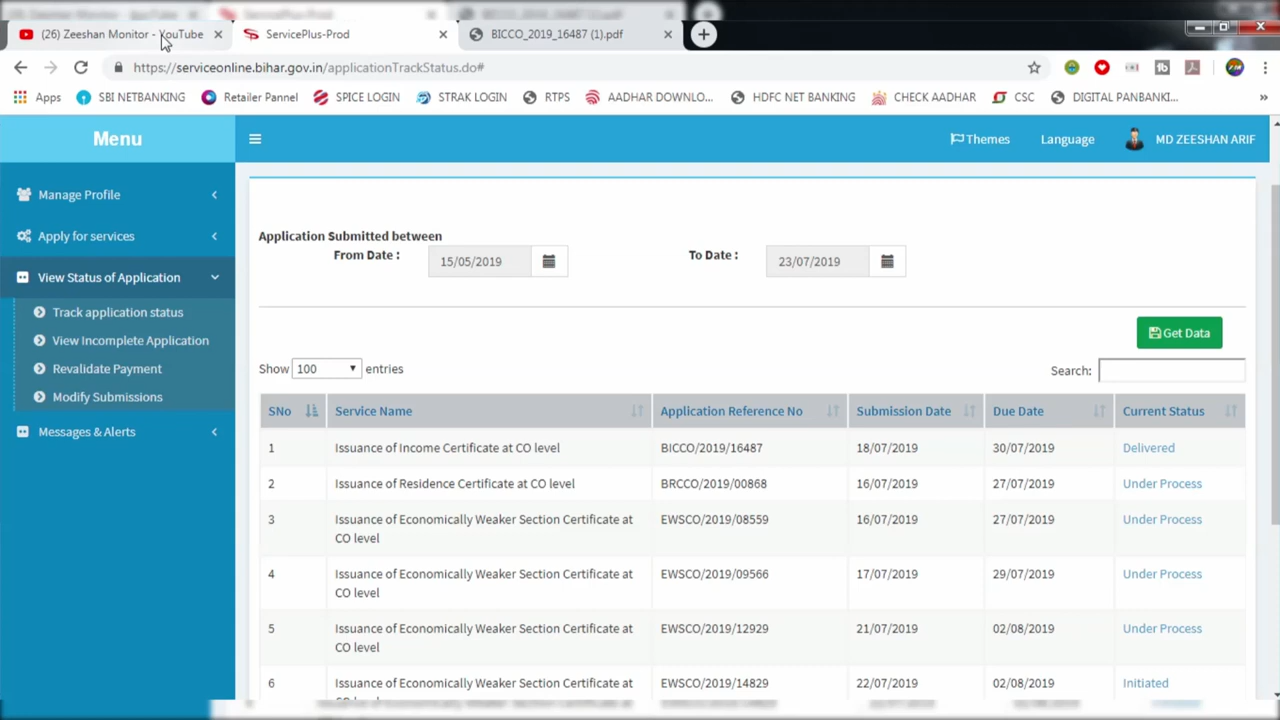 (26) Zeeshan Monitor - YouTube
ServicePlus-Prod
BICCO_2019_16487 (1).pdf
https://serviceonline.bihar.gov.in/applicationTrackStatus.do#
Apps
SBI NETBANKING
Retailer Pannel
SPICE LOGIN
STRAK LOGIN
RTPS
AADHAR DOWNLO...
HDFC NET BANKING
CHECK AADHAR
CSC
DIGITAL PANBANKI...
»
Menu
Themes
Language
MD ZEESHAN ARIF
Manage Profile
Apply for services
View Status of Application
Track application status
View Incomplete Application
Revalidate Payment
Modify Submissions
Messages & Alerts
Application Submitted between
From Date :
15/05/2019
To Date :
23/07/2019
Get Data
Show 100 entries
Search:
SNo Service Name Application Reference No Submission Date Due Date Current Status
1 Issuance of Income Certificate at CO level BICCO/2019/16487 18/07/2019 30/07/2019 Delivered
2 Issuance of Residence Certificate at CO level BRCCO/2019/00868 16/07/2019 27/07/2019 Under Process
3 Issuance of Economically Weaker Section Certificate at EWSCO/2019/08559 16/07/2019 27/07/2019 Under Process
CO level
4 Issuance of Economically Weaker Section Certificate at EWSCO/2019/09566 17/07/2019 29/07/2019 Under Process
CO level
5 Issuance of Economically Weaker Section Certificate at EWSCO/2019/12929 21/07/2019 02/08/2019 Under Process
CO level
6 Issuance of Economically Weaker Section Certificate at EWSCO/2019/14829 22/07/2019 02/08/2019 Initiated